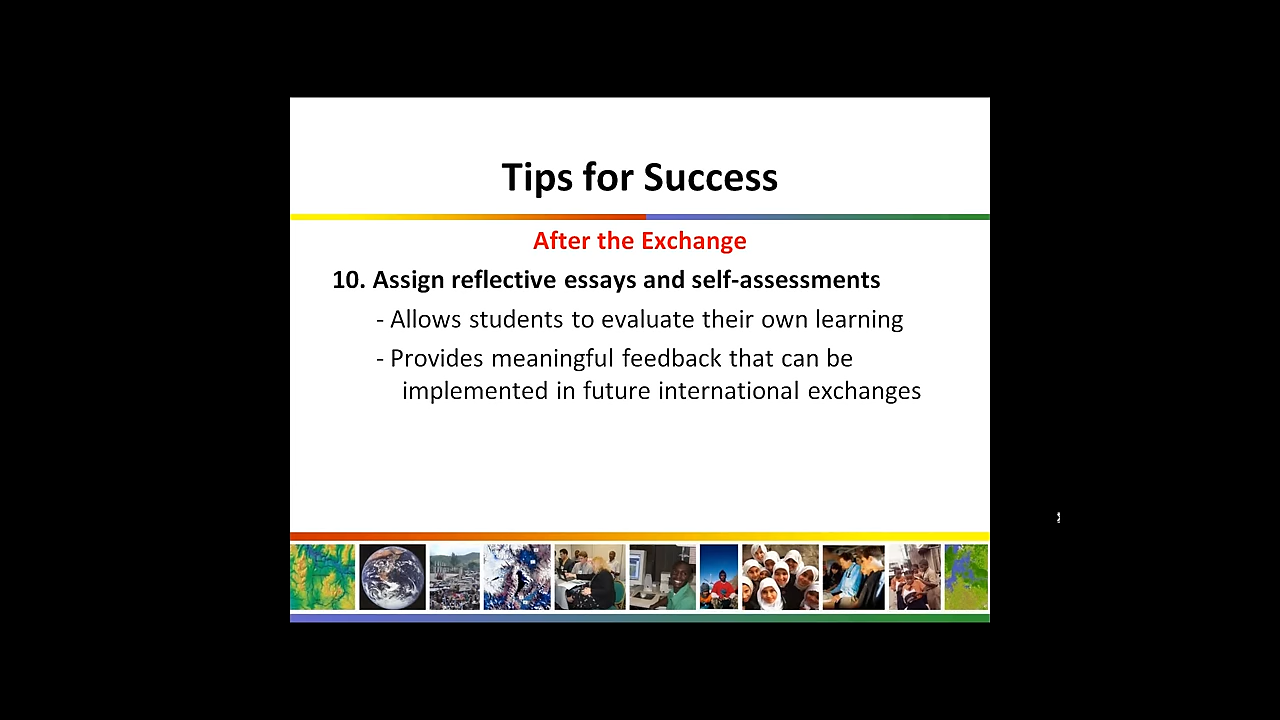 Tips for Success
After the Exchange
10. Assign reflective essays and self-assessments
- Allows students to evaluate their own learning
- Provides meaningful feedback that can be
implemented in future international exchanges